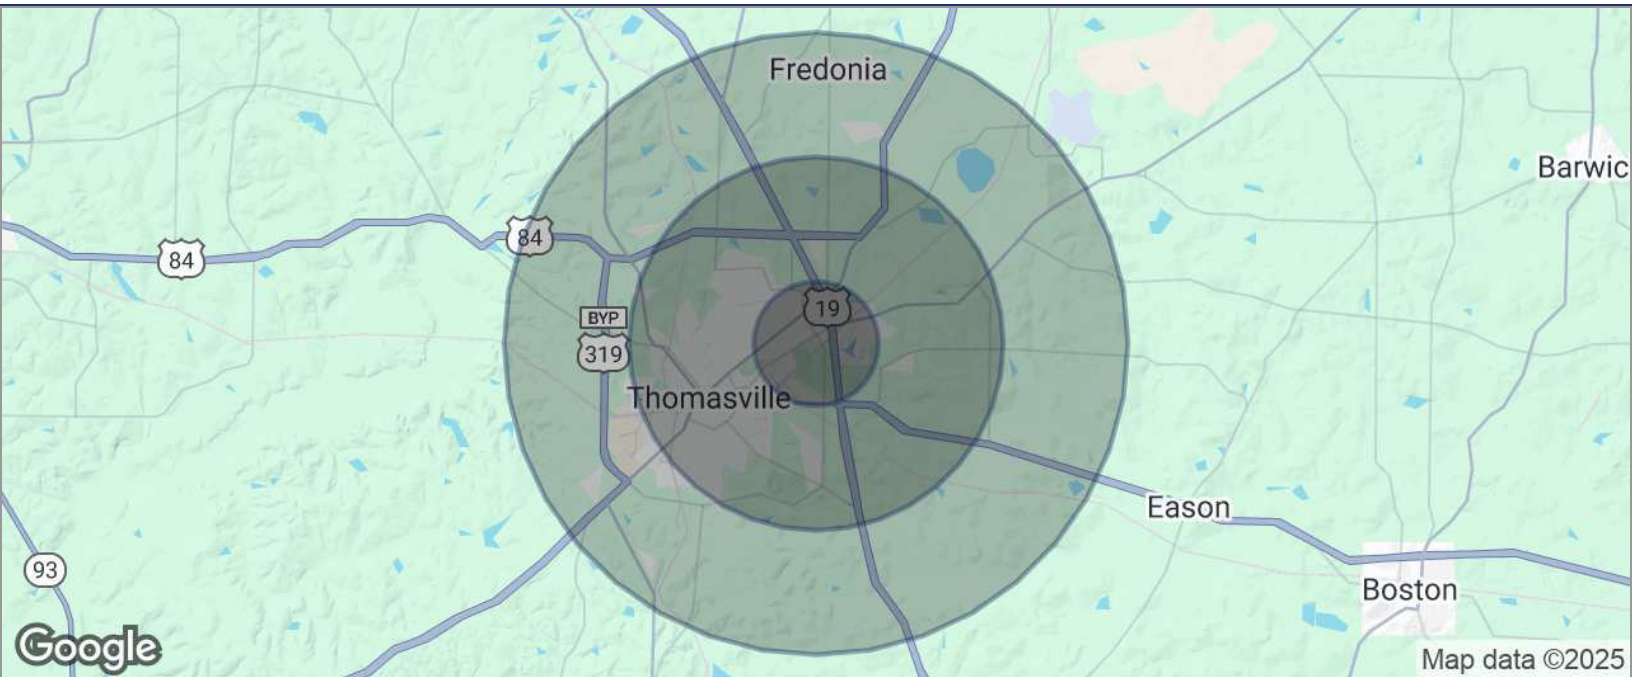 Fredonia
Barwic
84
84
19
BYP
319
Thomasville
Eason
93
Boston
Google
Map data ©2025